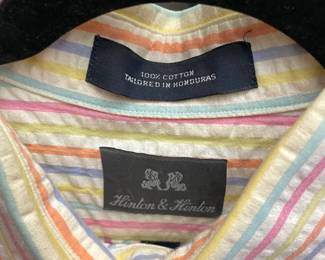 100% COTTON
TAILORED IN HONDURAS
Hinton & Hinton